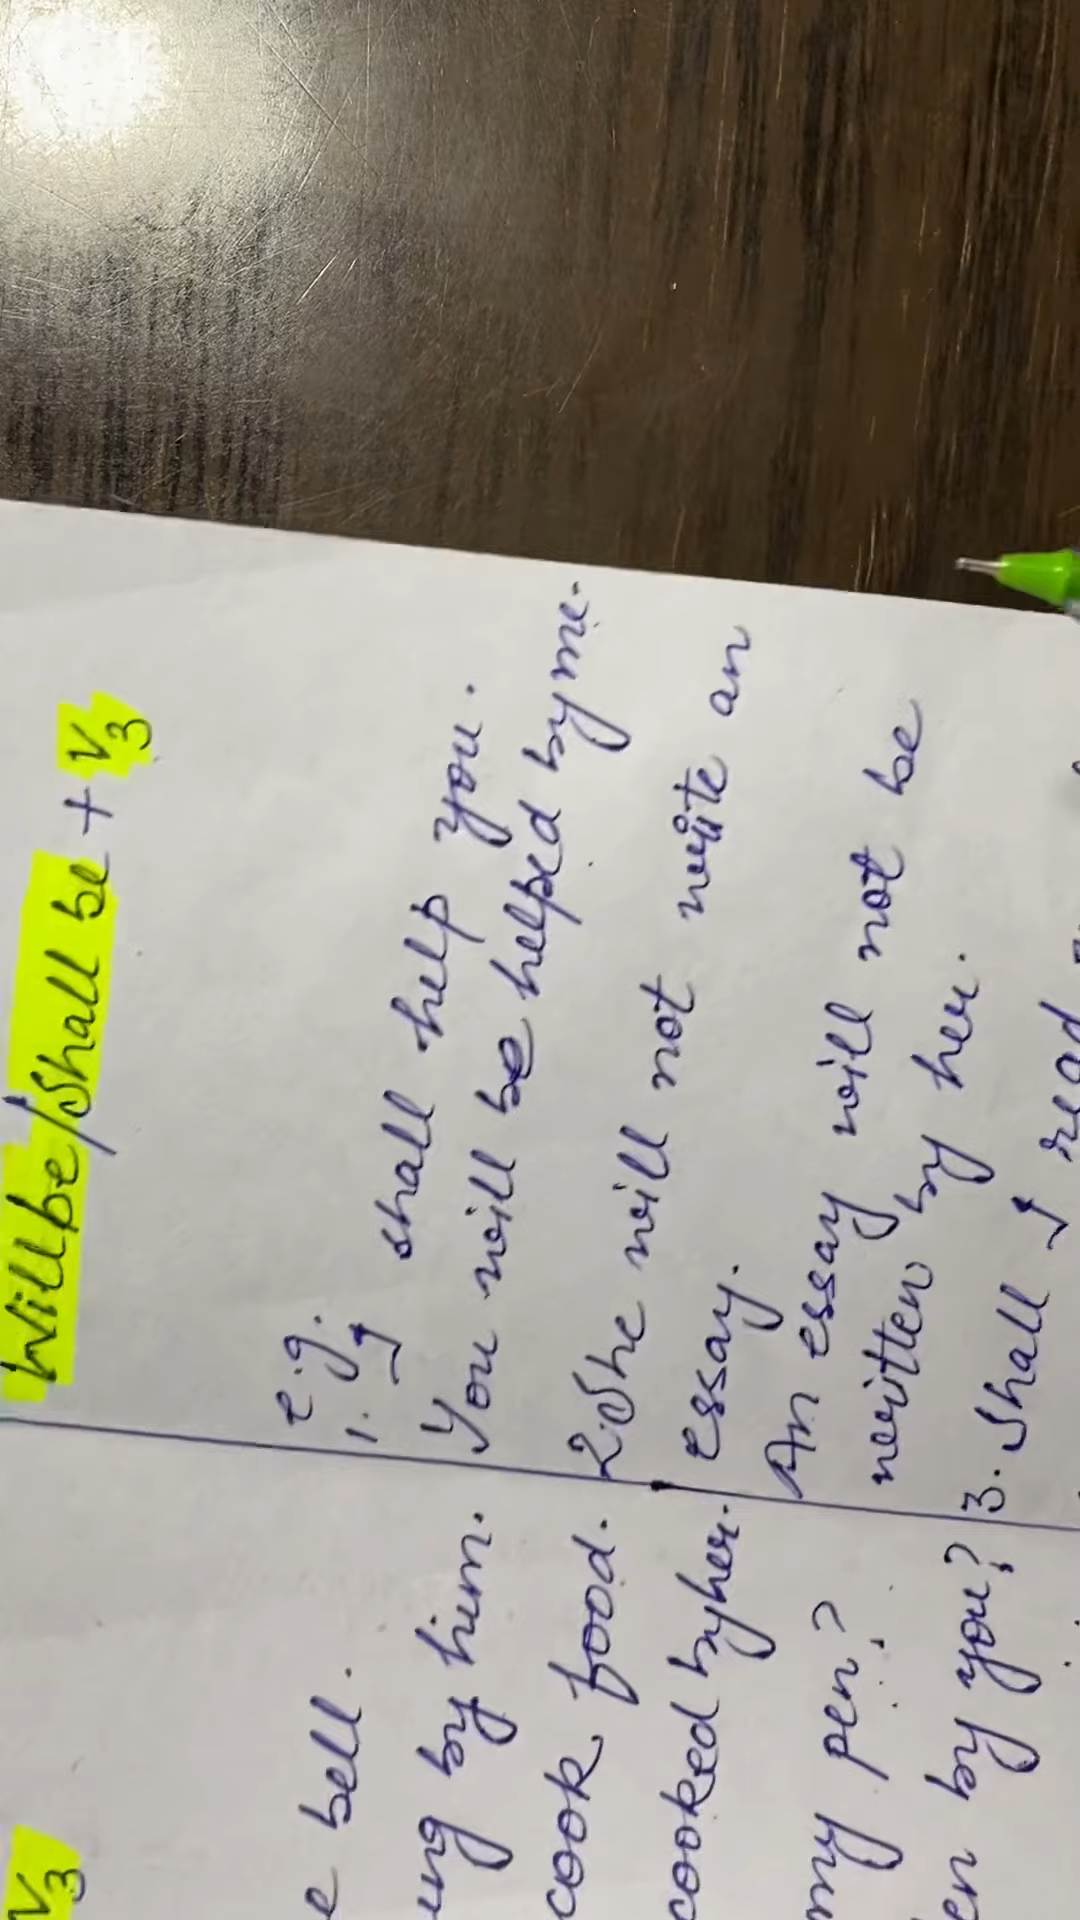 Will be/Shall be + V3
e.g.
1. I shall help you.
You will be helped by me.
2. She will not write an
essay.
An essay will not be
written by her.
3. Shall I read
V3
bell.
by him.
cook food.
cooked by her.
my pen?
by you?